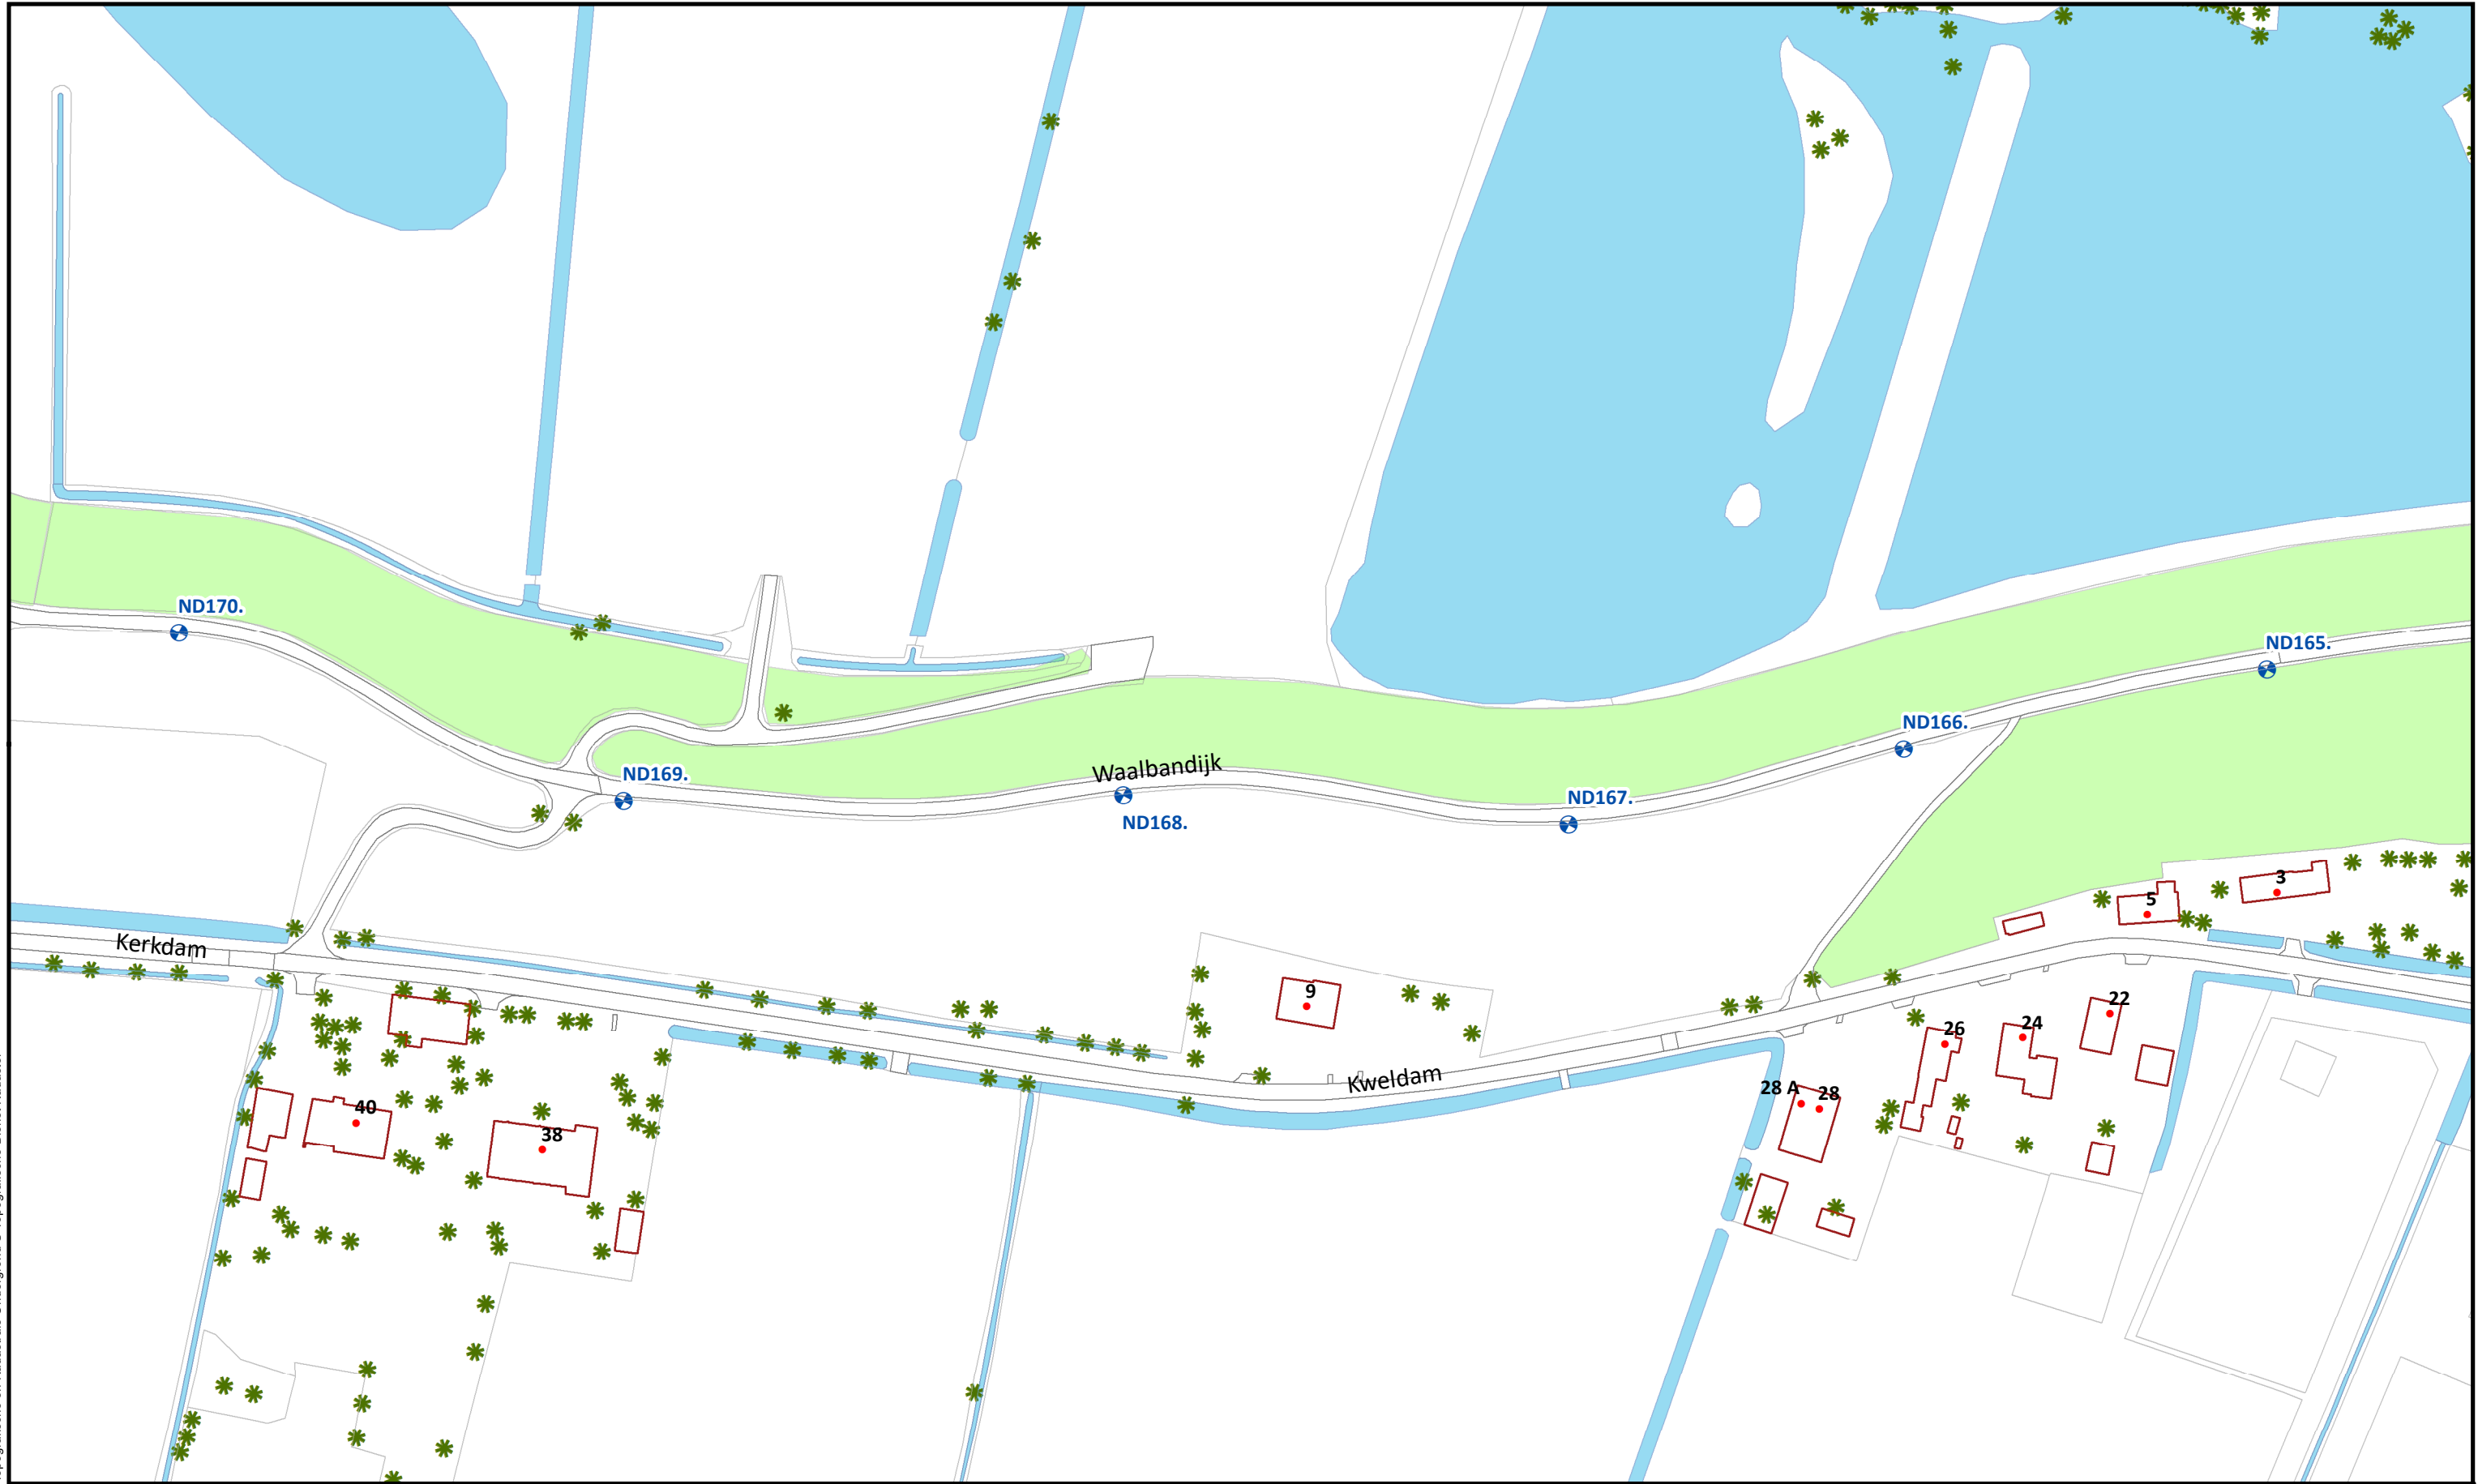 ND170.
ND165.
ND166.
Waalbandijk
ND169.
ND167.
ND168.
3
5
Kerkdam
9
22
24
26
Kweldam
28 A
28
40
38